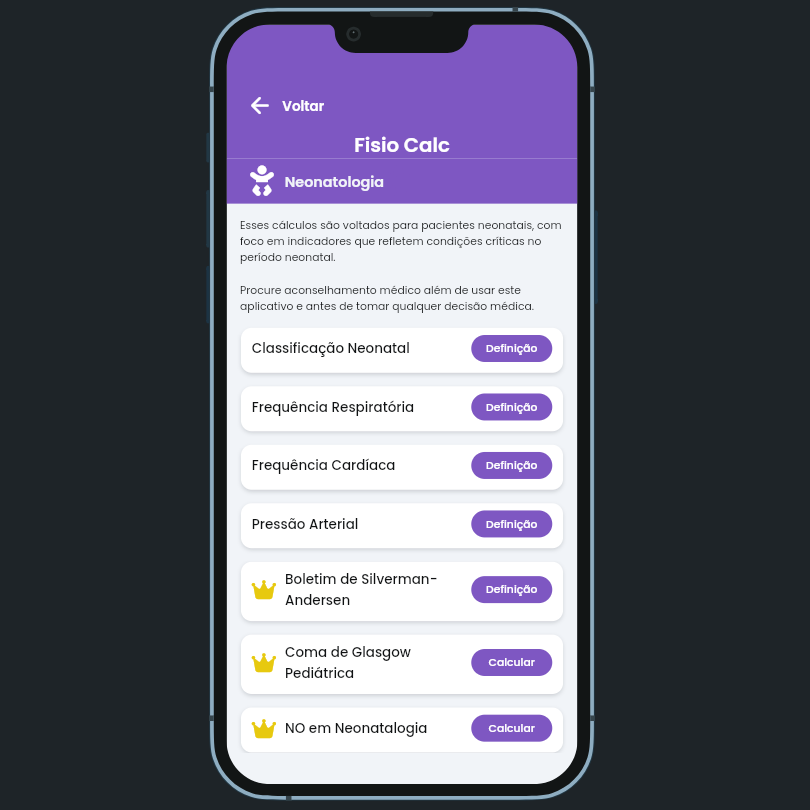 Voltar
Fisio Calc
Neonatologia
Esses cálculos são voltados para pacientes neonatais, com
foco em indicadores que refletem condições críticas no
período neonatal.
Procure aconselhamento médico além de usar este
aplicativo e antes de tomar qualquer decisão médica.
Classificação Neonatal Definição
Frequência Respiratória Definição
Frequência Cardíaca Definição
Pressão Arterial Definição
Boletim de Silverman-
Andersen Definição
Coma de Glasgow
Pediátrica Calcular
NO em Neonatalogia Calcular